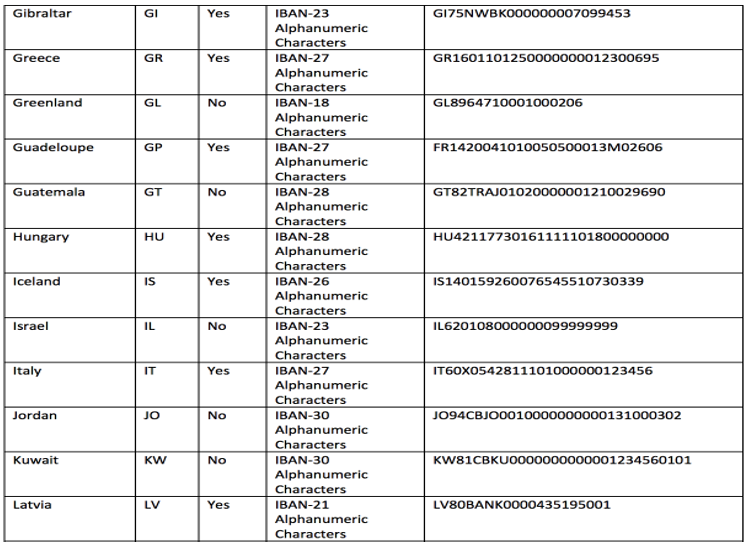 Gibraltar GI Yes IBAN-23 GI75NWBK000000007099453
Alphanumeric
Characters
Greece GR Yes IBAN-27 GR1601101250000000012300695
Alphanumeric
Characters
Greenland GL No IBAN-18 GL8964710001000206
Alphanumeric
Characters
Guadeloupe GP Yes IBAN-27 FR1420041010050500013M02606
Alphanumeric
Characters
Guatemala GT No IBAN-28 GT82TRAJ01020000001210029690
Alphanumeric
Characters
Hungary HU Yes IBAN-28 HU42117730161111101800000000
Alphanumeric
Characters
Iceland IS Yes IBAN-26 IS140159260076545510730339
Alphanumeric
Characters
Israel IL No IBAN-23 IL620108000000099999999
Alphanumeric
Characters
Italy IT Yes IBAN-27 IT60X0542811101000000123456
Alphanumeric
Characters
Jordan JO No IBAN-30 JO94CBJO0010000000000131000302
Alphanumeric
Characters
Kuwait KW No IBAN-30 KW81CBKU0000000000001234560101
Alphanumeric
Characters
Latvia LV Yes IBAN-21 LV80BANK0000435195001
Alphanumeric
Characters